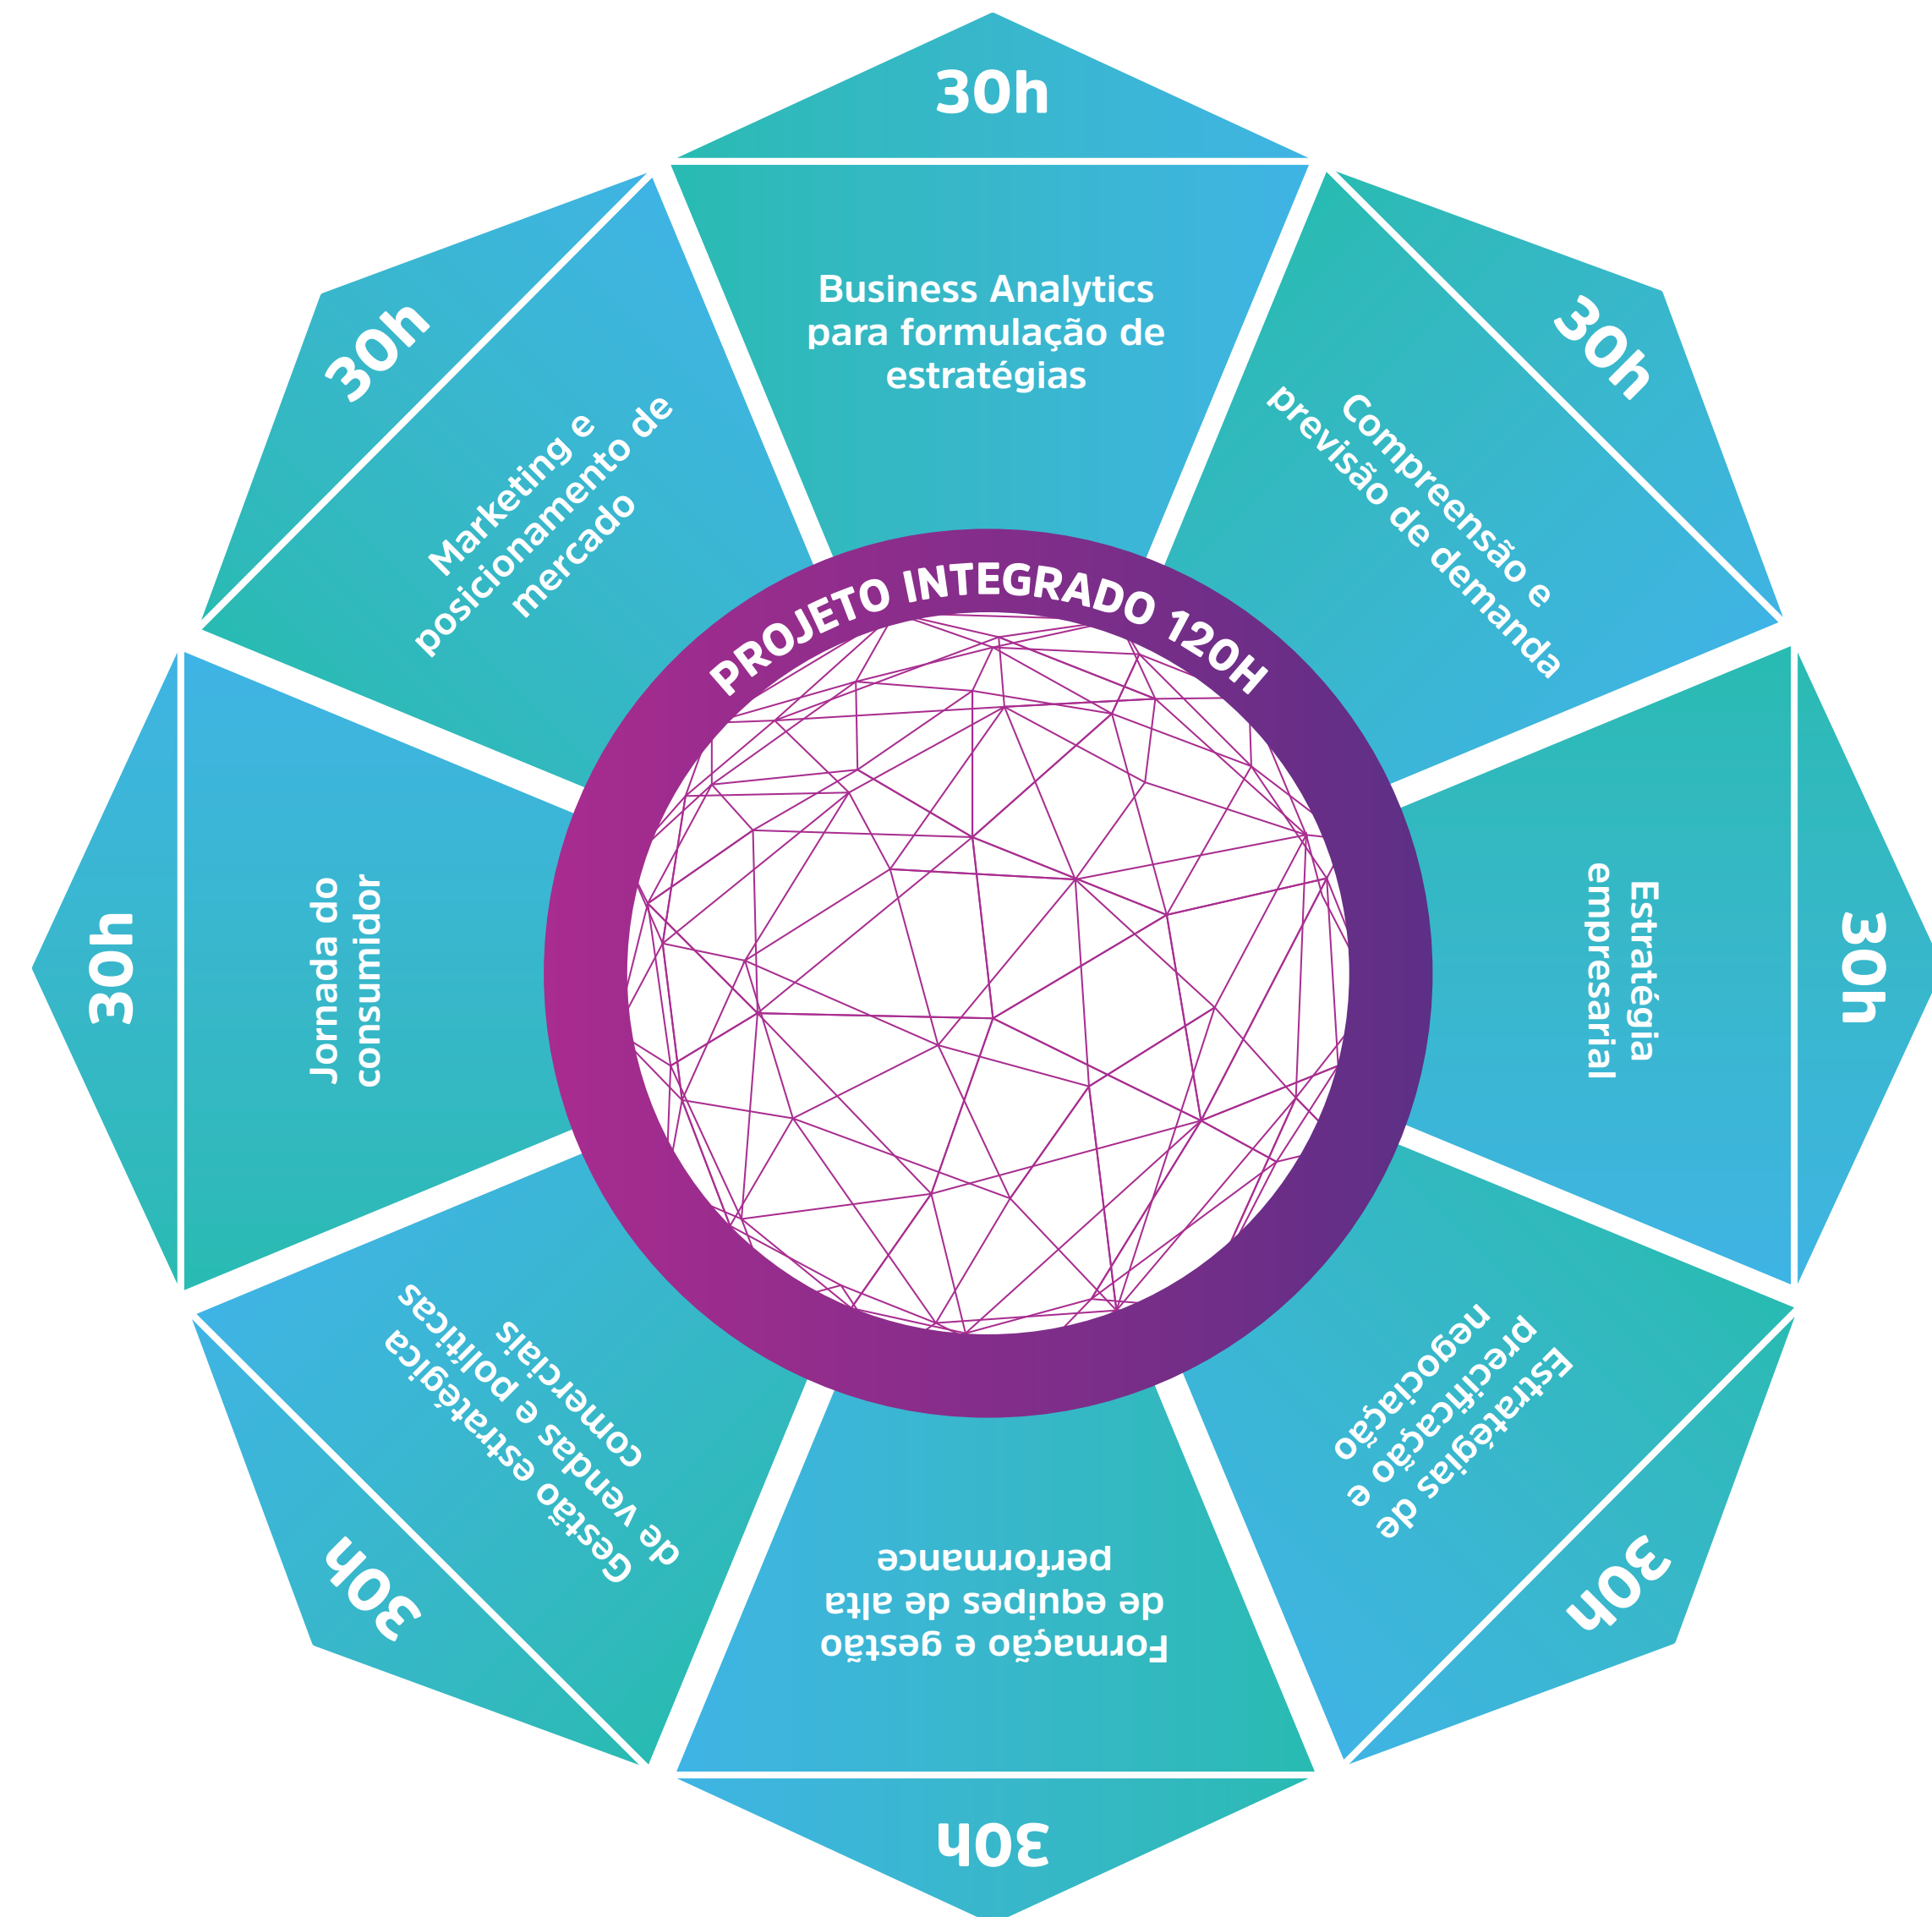 30h
Business Analytics
para formulação de
estratégias
30h
Compreensão e
previsão de demanda
30h
Estratégia
empresarial
30h
Estratégias de
precificação e
negociação
30h
Formação e gestão
de equipes de alta
performance
30h
Gestão estratégica
de vendas e políticas
comerciais
30h
Jornada do
consumidor
30h
Marketing e
posicionamento de
mercado
PROJETO INTEGRADO 120H